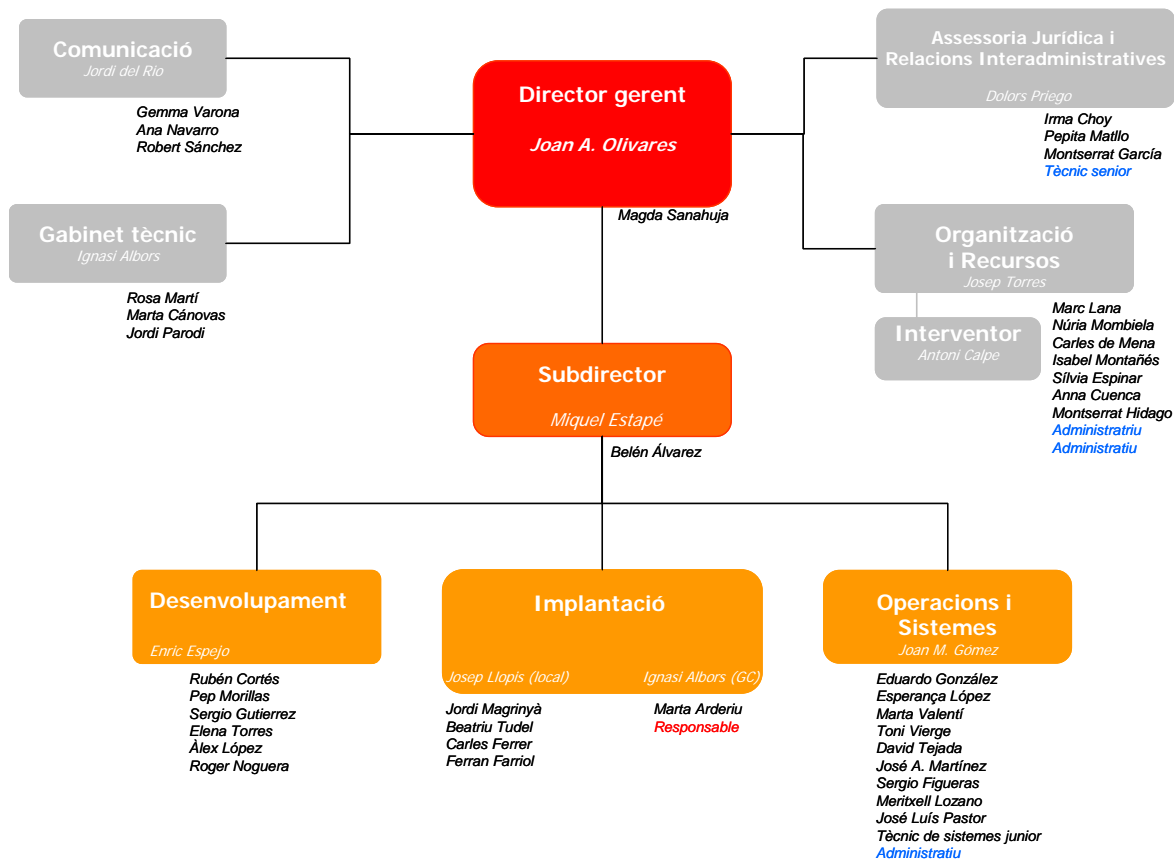 Comunicació
Jordi del Rio
Gemma Varona
Ana Navarro
Robert Sánchez
Gabinet tècnic
Ignasi Albors
Rosa Martí
Marta Cánovas
Jordi Parodi
Director gerent
Joan A. Olivares
Magda Sanahuja
Assessoria Jurídica i
Relacions Interadministratives
Dolors Priego
Irma Choy
Pepita Matllo
Montserrat García
Tècnic senior
Organització
i Recursos
Josep Torres
Interventor
Antoni Calpe
Marc Lana
Núria Mombiela
Carles de Mena
Isabel Montañés
Sílvia Espinar
Anna Cuenca
Montserrat Hidago
Administratriu
Administratiu
Subdirector
Miquel Estapé
Belén Álvarez
Desenvolupament
Enric Espejo
Rubén Cortés
Pep Morillas
Sergio Gutierrez
Elena Torres
Àlex López
Roger Noguera
Implantació
Josep Llopis (local)
Jordi Magrinyà
Beatriu Tudel
Carles Ferrer
Ferran Farriol
Ignasi Albors (GC)
Marta Arderiu
Responsable
Operacions i
Sistemes
Joan M. Gómez
Eduardo González
Esperança López
Marta Valentí
Toni Vierge
David Tejada
José A. Martínez
Sergio Figueras
Meritxell Lozano
José Luís Pastor
Tècnic de sistemes junior
Administratiu